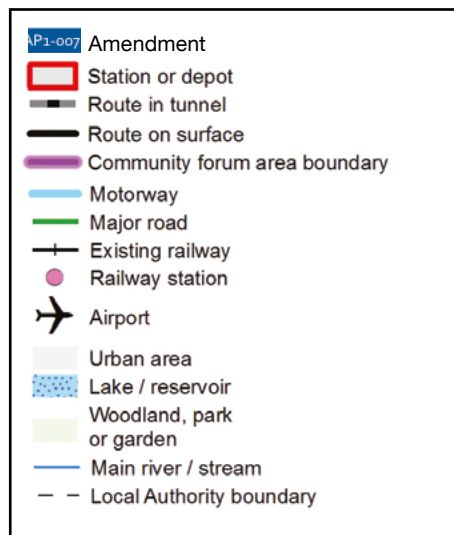 AP1-007 Amendment
Station or depot
Route in tunnel
Route on surface
Community forum area boundary
Motorway
Major road
Existing railway
Railway station
Airport
Urban area
Lake / reservoir
Woodland, park
or garden
Main river / stream
Local Authority boundary